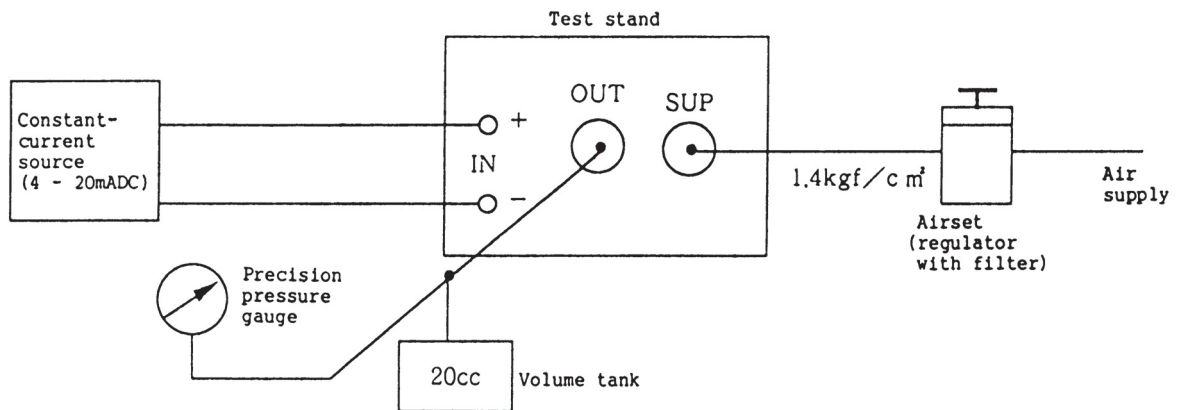 Test stand
Constant-
current
source
(4 - 20mADC)
+
IN
-
OUT
SUP
1.4kgf/c㎡
Air
supply
Airset
(regulator
with filter)
Precision
pressure
gauge
20cc
Volume tank